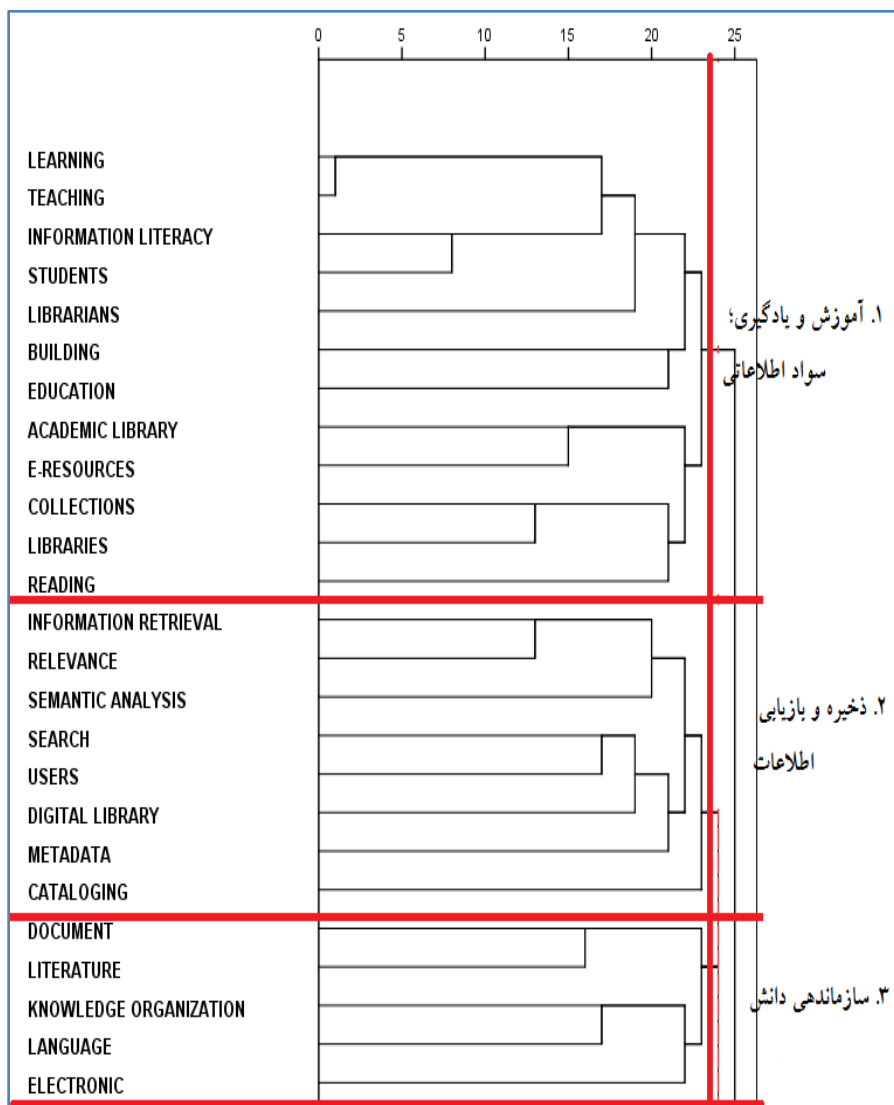 0 5 10 15 20 25
LEARNING
TEACHING
INFORMATION LITERACY
STUDENTS
LIBRARIANS
BUILDING
EDUCATION
ACADEMIC LIBRARY
E-RESOURCES
COLLECTIONS
LIBRARIES
READING
۱. آموزش و یادگیری؛
سواد اطلاعاتی
INFORMATION RETRIEVAL
RELEVANCE
SEMANTIC ANALYSIS
SEARCH
USERS
DIGITAL LIBRARY
METADATA
CATALOGING
۲. ذخیره و بازیابی
اطلاعات
DOCUMENT
LITERATURE
KNOWLEDGE ORGANIZATION
LANGUAGE
ELECTRONIC
۳. سازماندهی دانش